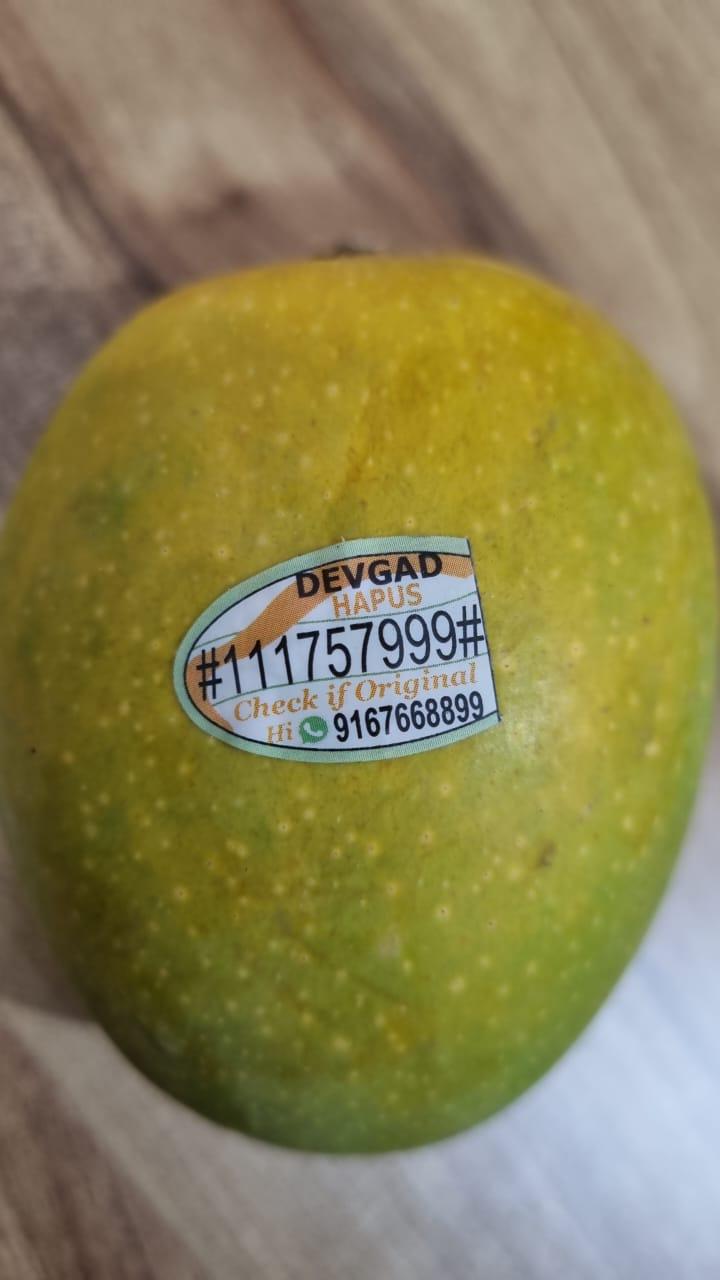 DEVGAD
HAPUS
#111757999#
Check if Original
Hi 9167668899